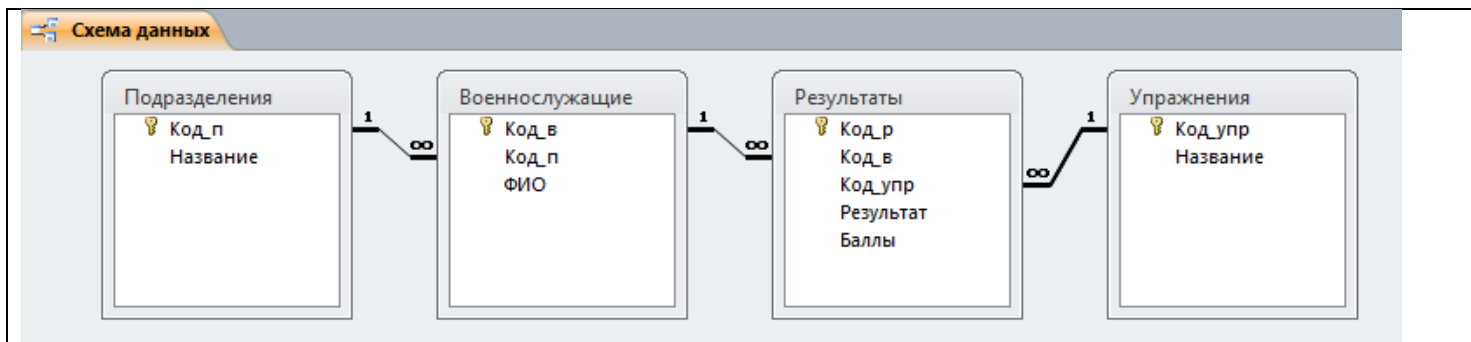 Схема данных
Подразделения
Код_п
Название
1
∞
Военнослужащие
Код_в
Код_п
ФИО
1
∞
Результаты
Код_р
Код_в
Код_упр
Результат
Баллы
∞
1
Упражнения
Код_упр
Название